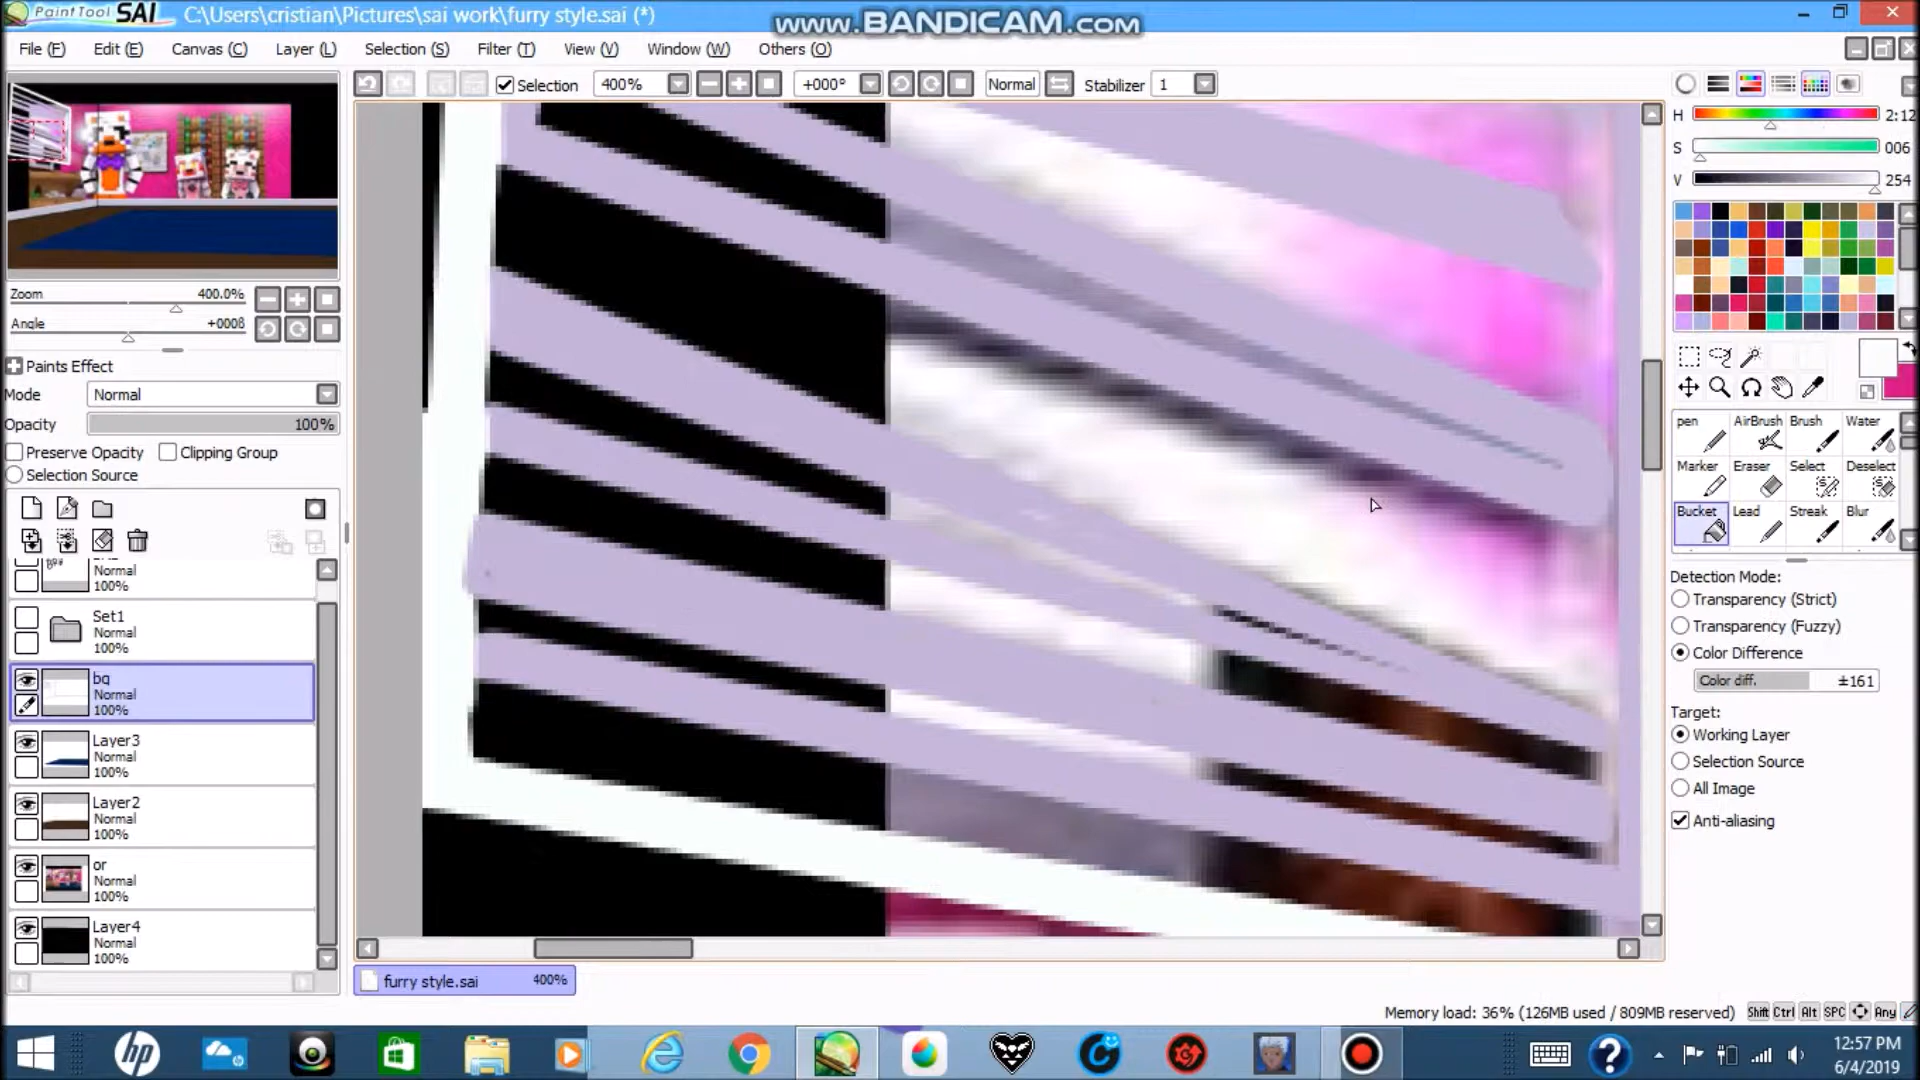 PaintTool SAI C:\Users\cristian\Pictures\sai work\furry style.sai (*)
www.BANDICAM.com
File (F) Edit (E) Canvas (C) Layer (L) Selection (S) Filter (T) View (V) Window (W) Others (O)
Selection 400% +000° Normal Stabilizer 1
H 2:12
S 006
V 254
Zoom 400.0%
Angle +000ß
Paints Effect
Mode Normal
Opacity 100%
Preserve Opacity Clipping Group
Selection Source
Normal
100%
Set1
Normal
100%
bg
Normal
100%
Layer3
Normal
100%
Layer2
Normal
100%
or
Normal
100%
Layer4
Normal
100%
pen AirBrush Brush Water
Marker Eraser Select Deselect
Bucket Lead Streak Blur
Detection Mode:
Transparency (Strict)
Transparency (Fuzzy)
Color Difference
Color diff. ±161
Target:
Working Layer
Selection Source
All Image
Anti-aliasing
furry style.sai 400%
Memory load: 36% (126MB used / 809MB reserved) Shift Ctrl Alt SPC Any
hp
12:57 PM
6/4/2019